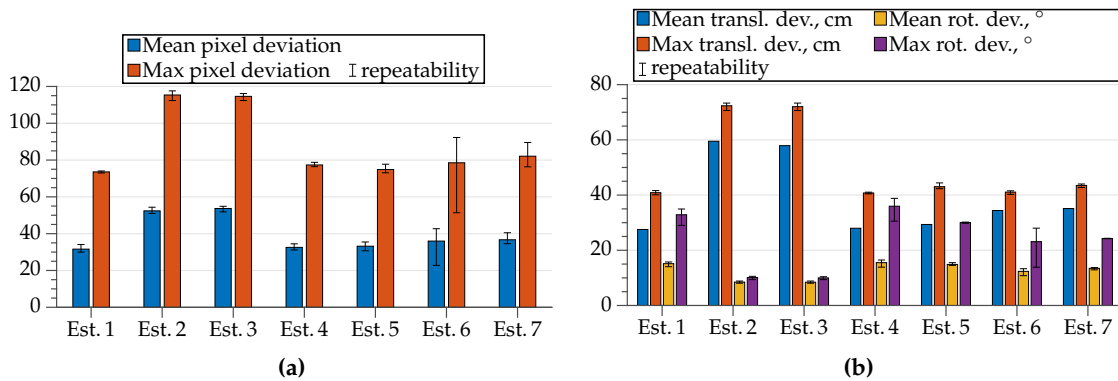 Mean pixel deviation
Max pixel deviation
repeatability
120
100
80
60
40
20
0
Est. 1
Est. 2
Est. 3
Est. 4
Est. 5
Est. 6
Est. 7
(a)
Mean transl. dev., cm
Mean rot. dev., °
Max transl. dev., cm
Max rot. dev., °
repeatability
80
60
40
20
0
Est. 1
Est. 2
Est. 3
Est. 4
Est. 5
Est. 6
Est. 7
(b)